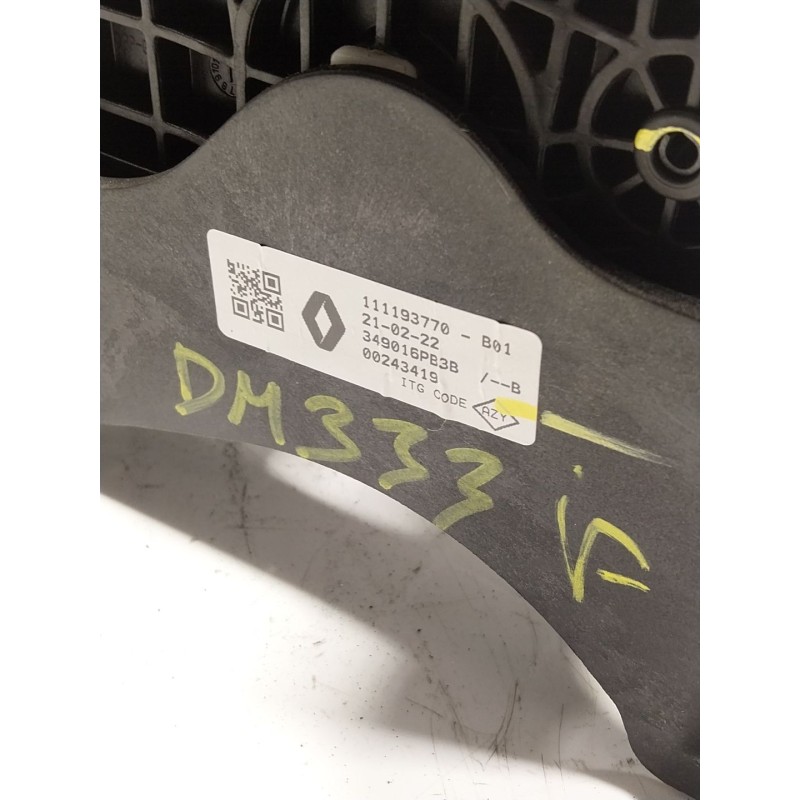 111193770 - B01
21-02-22
349016PB3B /--B
00243419
ITG CODE AZY
DM333 iF